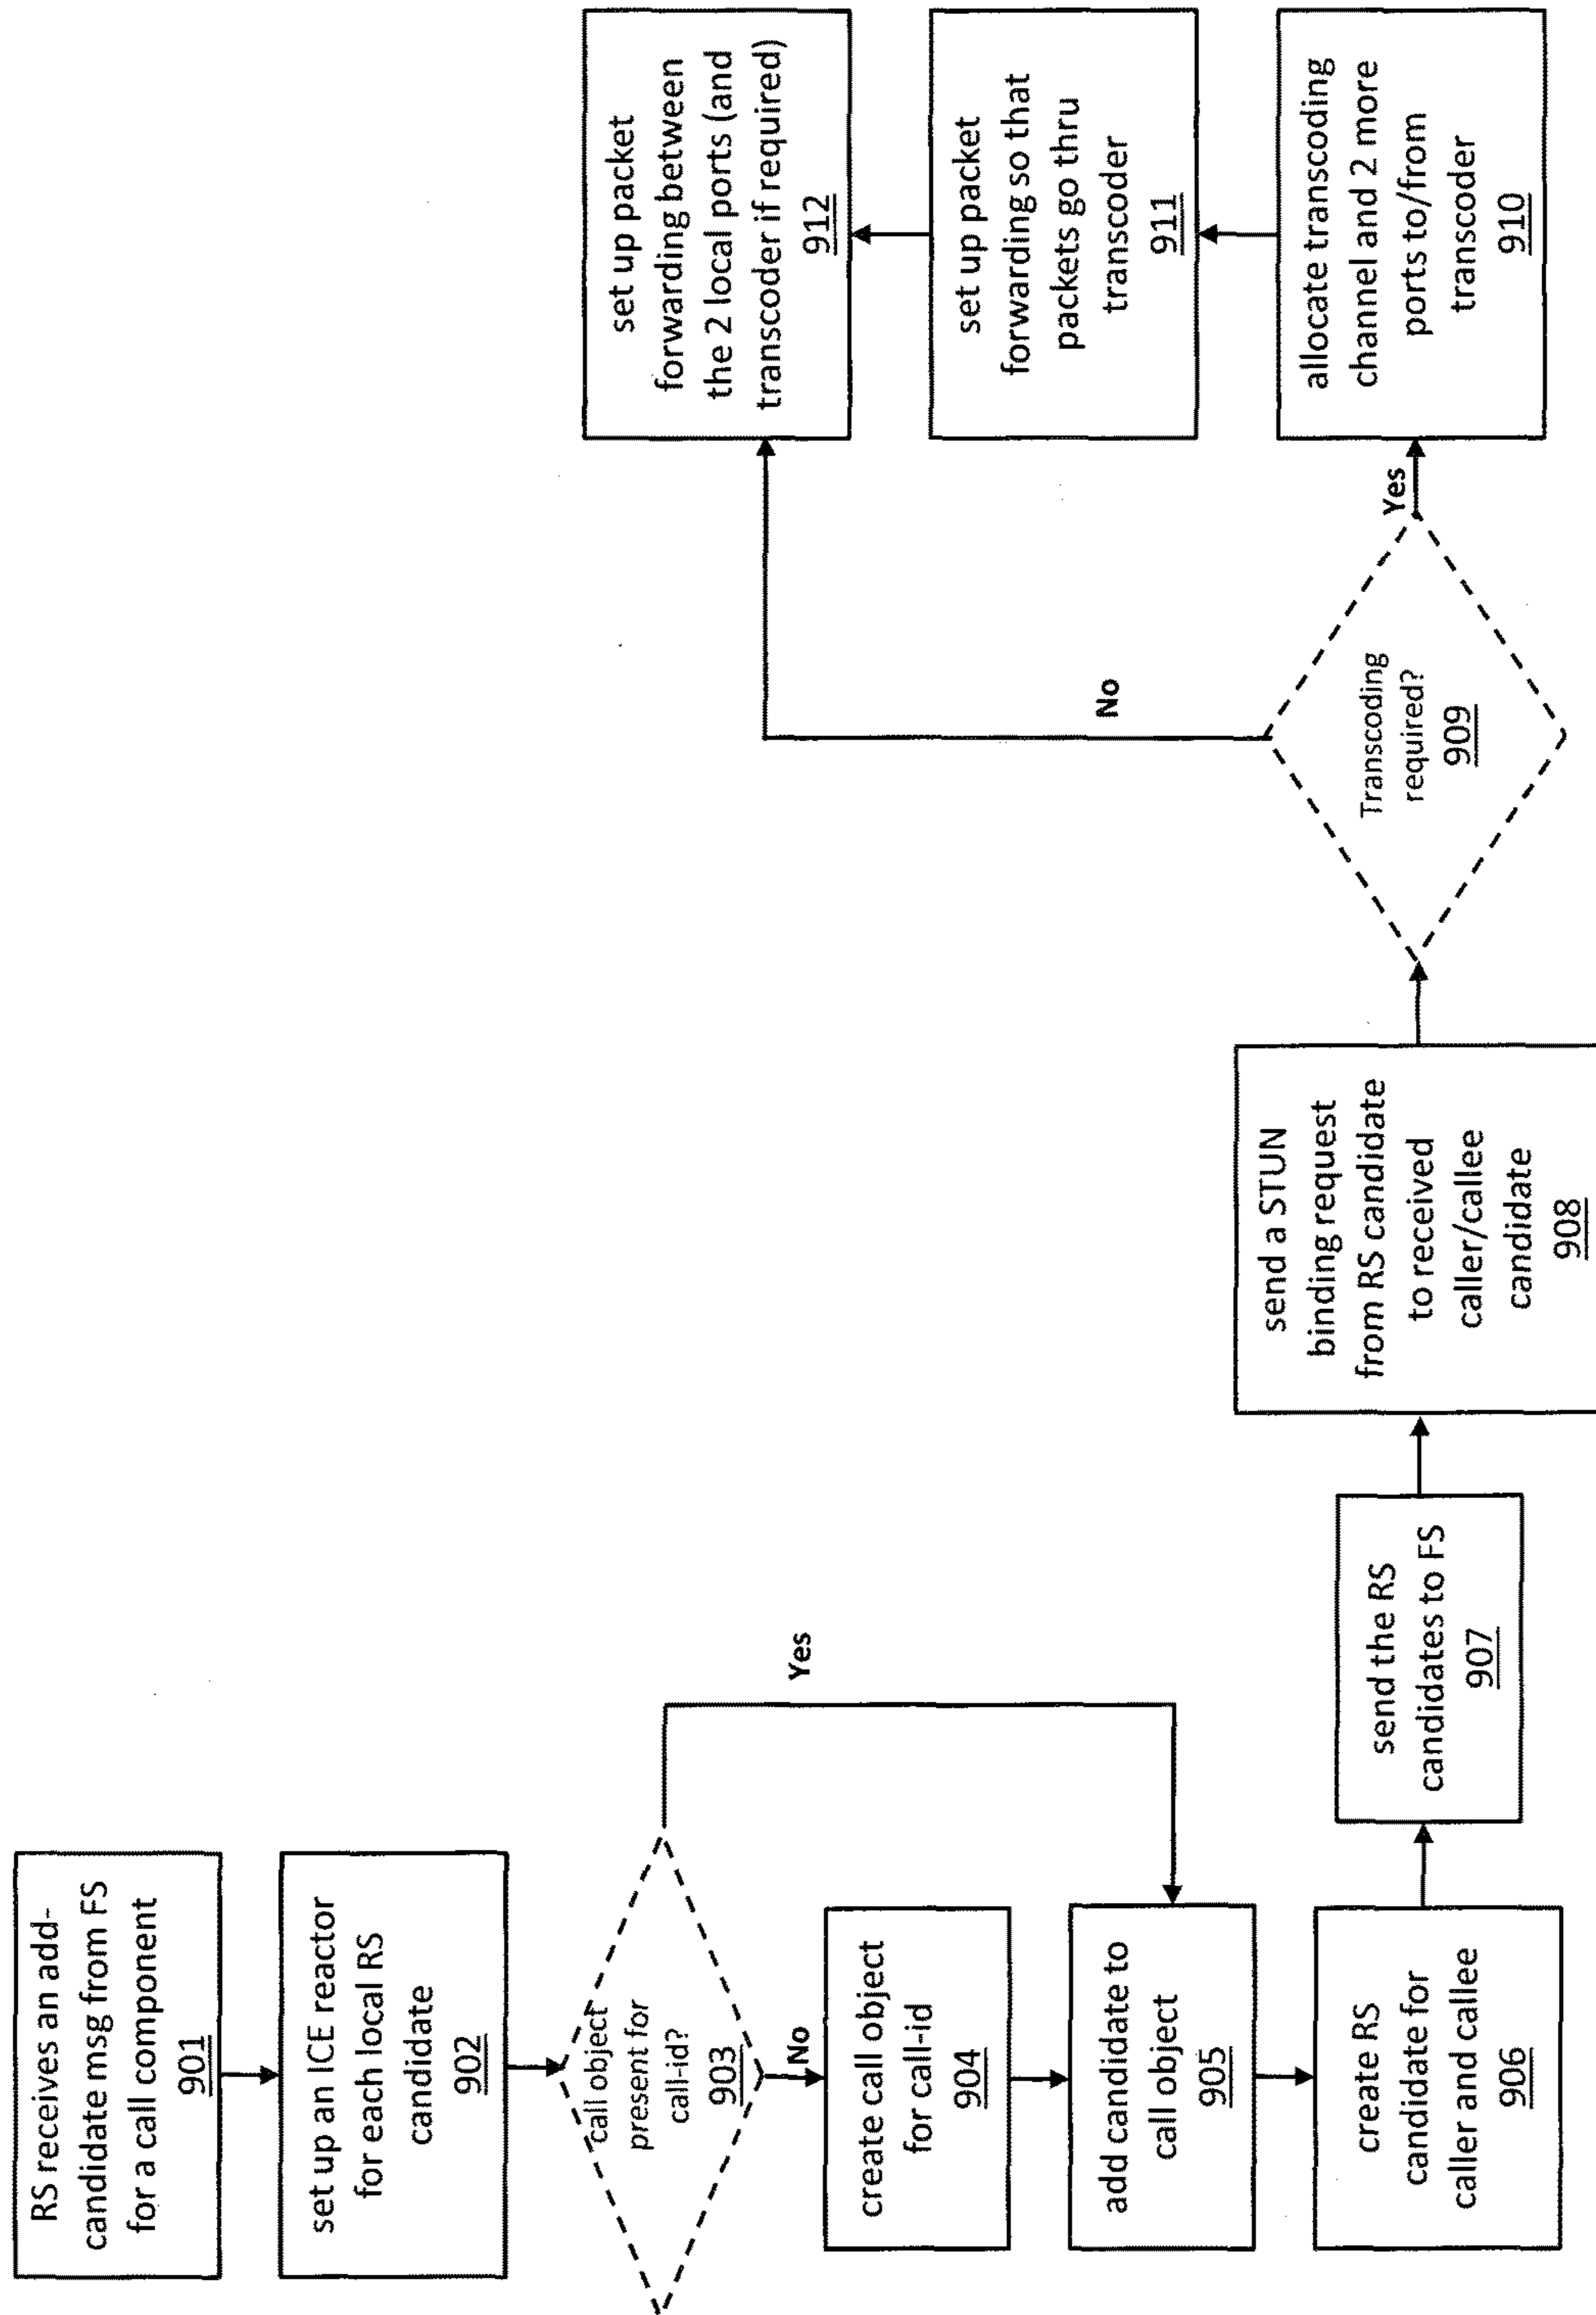 RS receives an add-
candidate msg from FS
for a call component
901
set up an ICE reactor
for each local RS
candidate
902
call object
present for
call-id?
903
No
Yes
create call object
for call-id
904
add candidate to
call object
905
create RS
candidate for
caller and callee
906
send the RS
candidates to FS
907
send a STUN
binding request
from RS candidate
to received
caller/callee
candidate
908
Transcoding
required?
909
No
Yes
allocate transcoding
channel and 2 more
ports to/from
transcoder
910
set up packet
forwarding so that
packets go thru
transcoder
911
set up packet
forwarding between
the 2 local ports (and
transcoder if required)
912